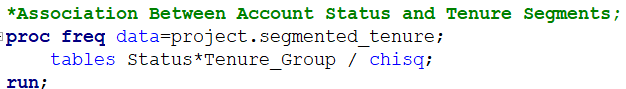 *Association Between Account Status and Tenure Segments;
proc freq data=project.segmented_tenure;
    tables Status*Tenure_Group / chisq;
run;